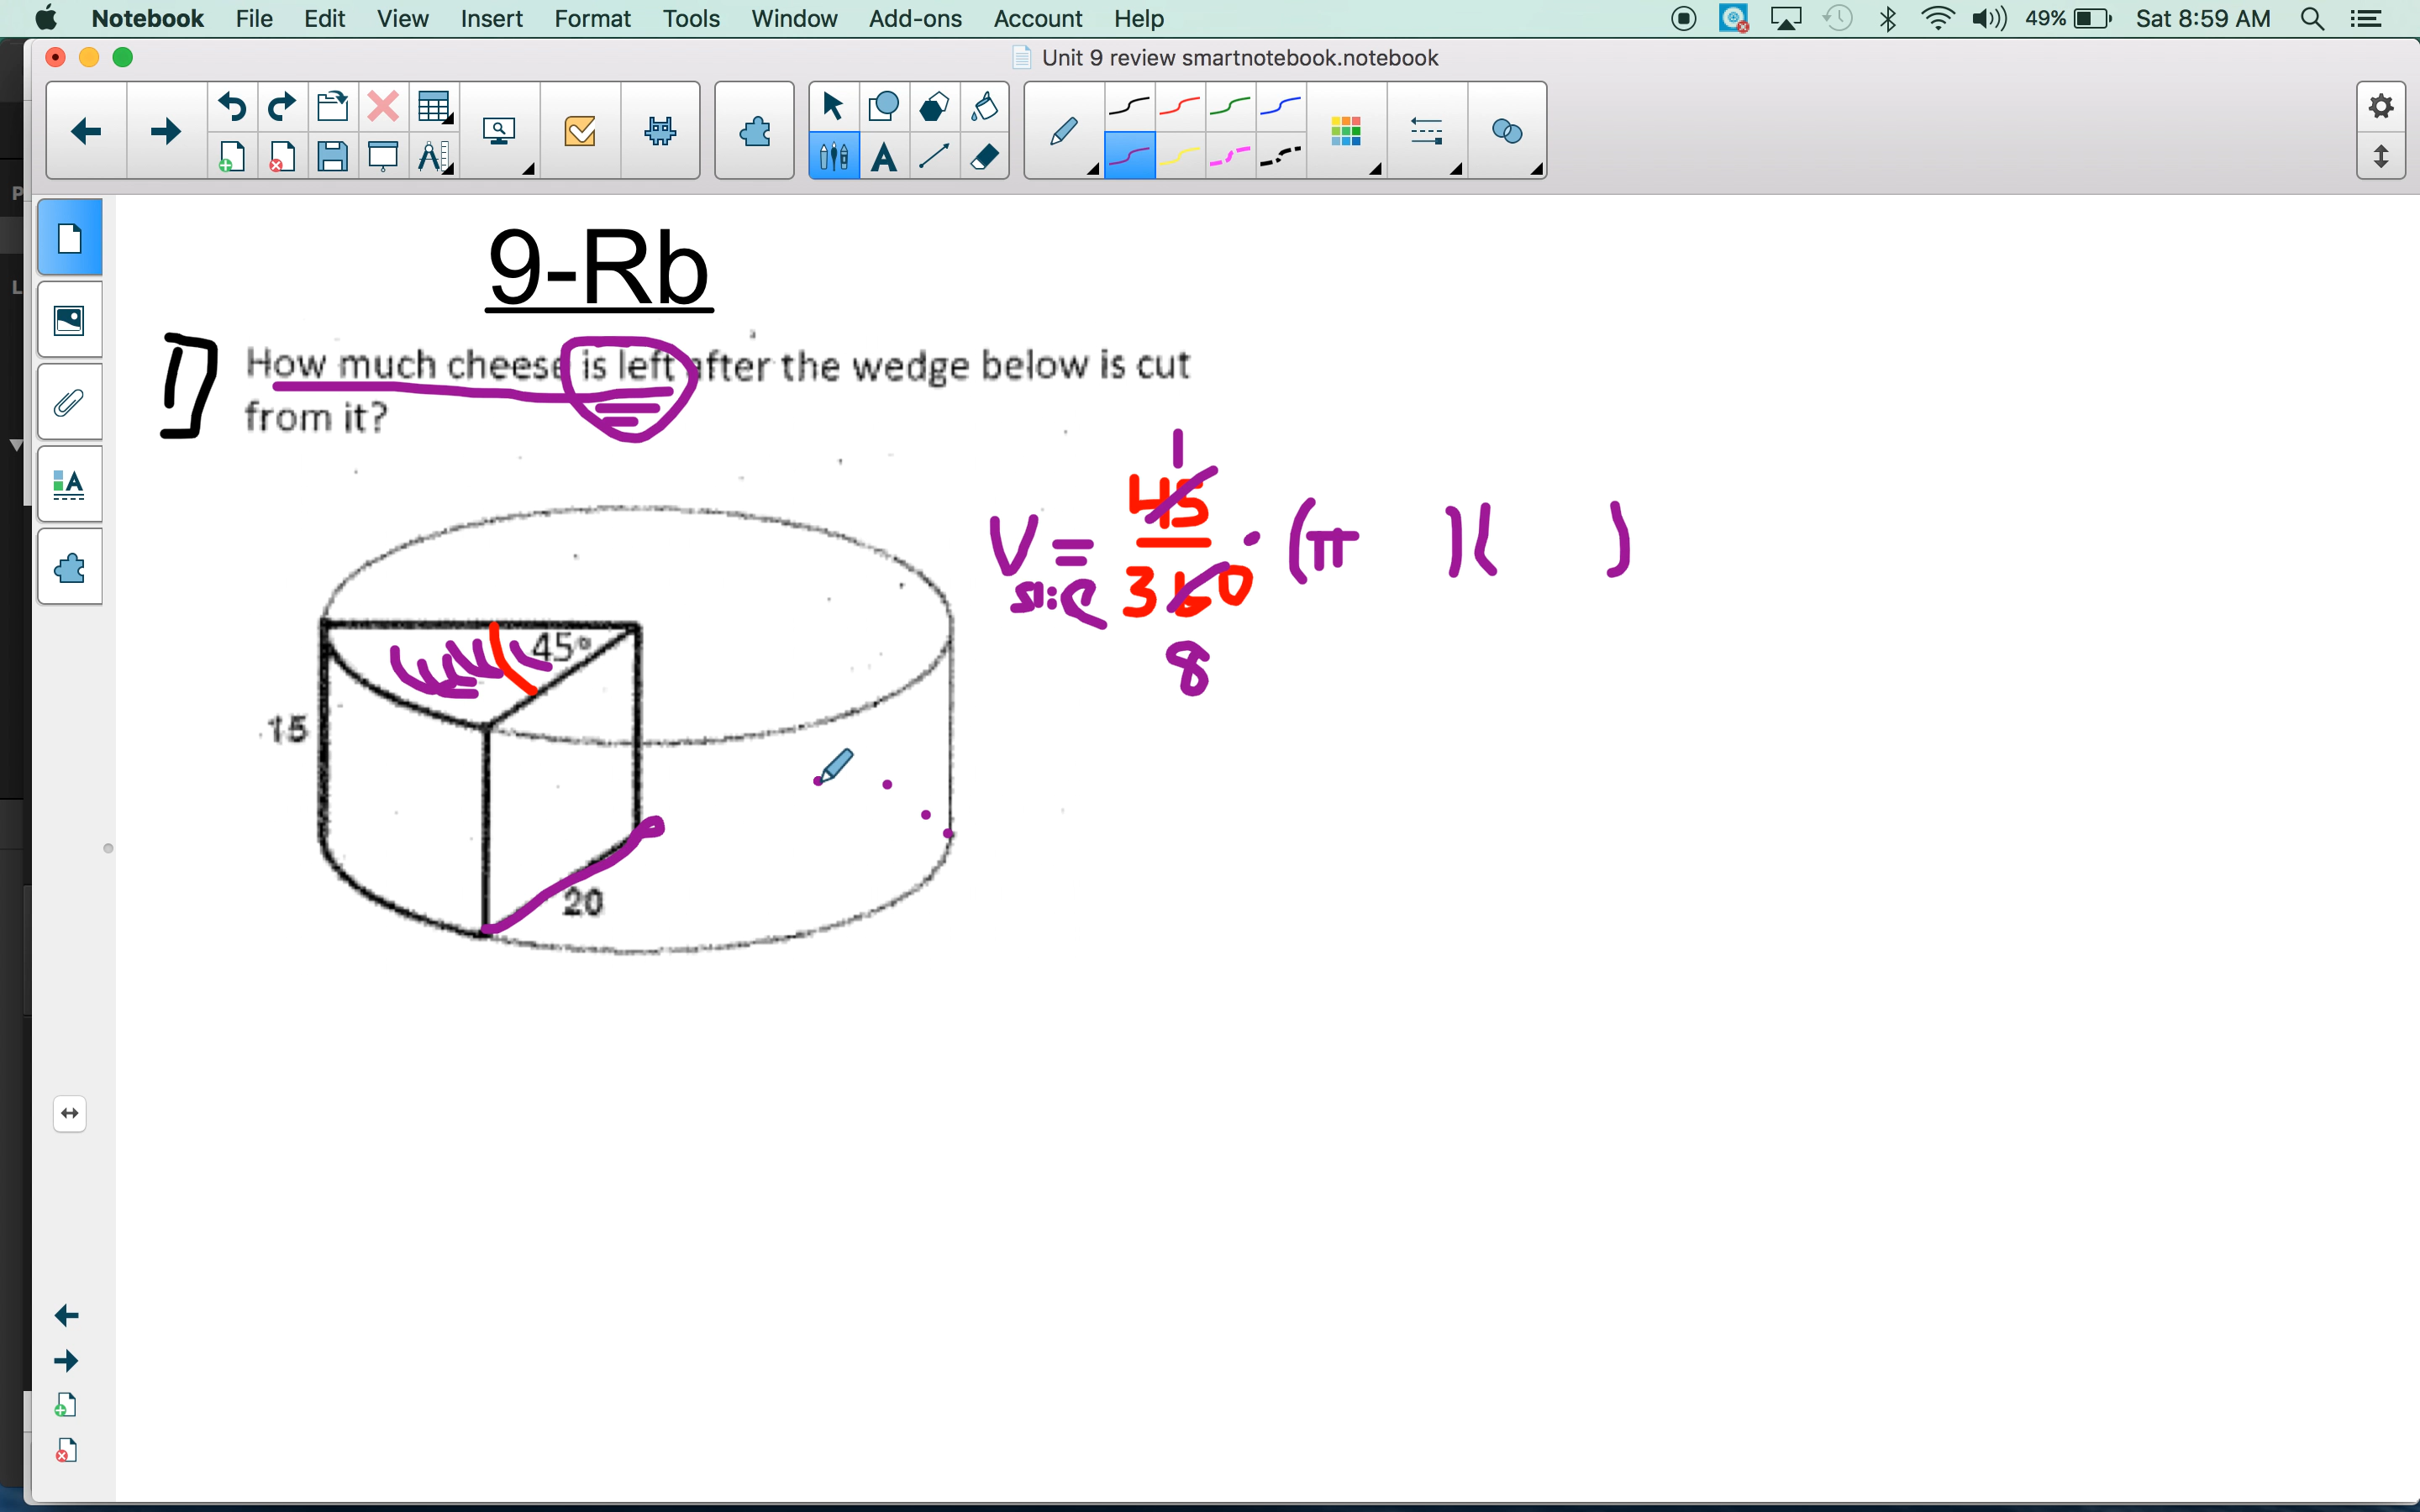 Notebook File Edit View Insert Format Tools Window Add-ons Account Help 49% Sat 8:59 AM
Unit 9 review smartnotebook.notebook
P
L
9-Rb
1) How much cheese is left after the wedge below is cut
from it?
1
V = 45 · (π )( )
360
8
45°
15
20